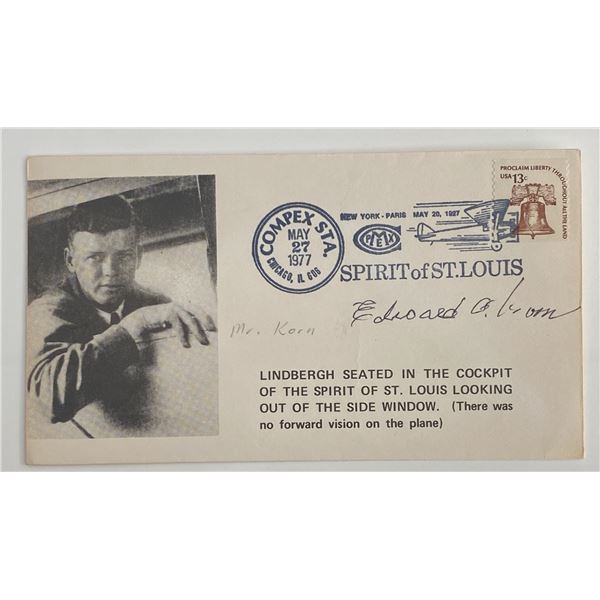 PROCLAIM LIBERTY THROUGHOUT ALL THE LAND
USA 13c
COMPEX STA.
MAY
27
1977
CHICAGO, IL 606
NEW YORK - PARIS MAY 20, 1927
SPIRIT of ST. LOUIS
Edward
Mr. Korn
LINDBERGH SEATED IN THE COCKPIT
OF THE SPIRIT OF ST. LOUIS LOOKING
OUT OF THE SIDE WINDOW. (There was
no forward vision on the plane)